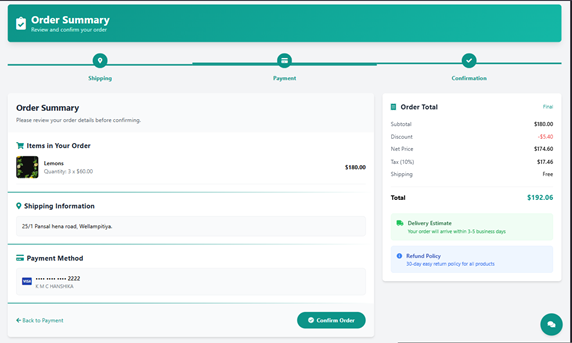 Order Summary
Review and confirm your order
Shipping
Payment
Confirmation
Order Summary
Please review your order details before confirming.
Items in Your Order
Lemons
Quantity: 3 x $60.00
$180.00
Shipping Information
25/1 Pansal hena road, Wellampitiya.
Payment Method
VISA
•••• •••• •••• 2222
K M C HANSHIKA
Back to Payment
Confirm Order
Order Total
Final
Subtotal $180.00
Discount -$5.40
Net Price $174.60
Tax (10%) $17.46
Shipping Free
Total $192.06
Delivery Estimate
Your order will arrive within 3-5 business days
Refund Policy
30-day easy return policy for all products